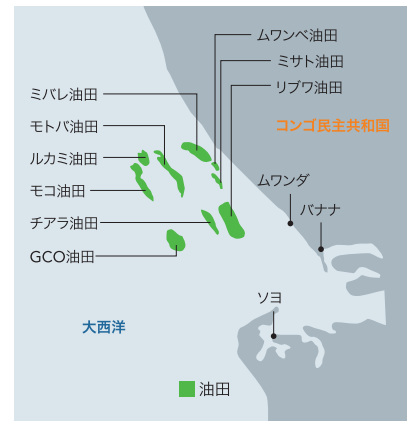 ムワンベ油田
ミサト油田
リブワ油田
ミバレ油田
モトバ油田
ルカミ油田
モコ油田
チアラ油田
GCO油田
コンゴ民主共和国
ムワンダ
バナナ
ソヨ
大西洋
油田